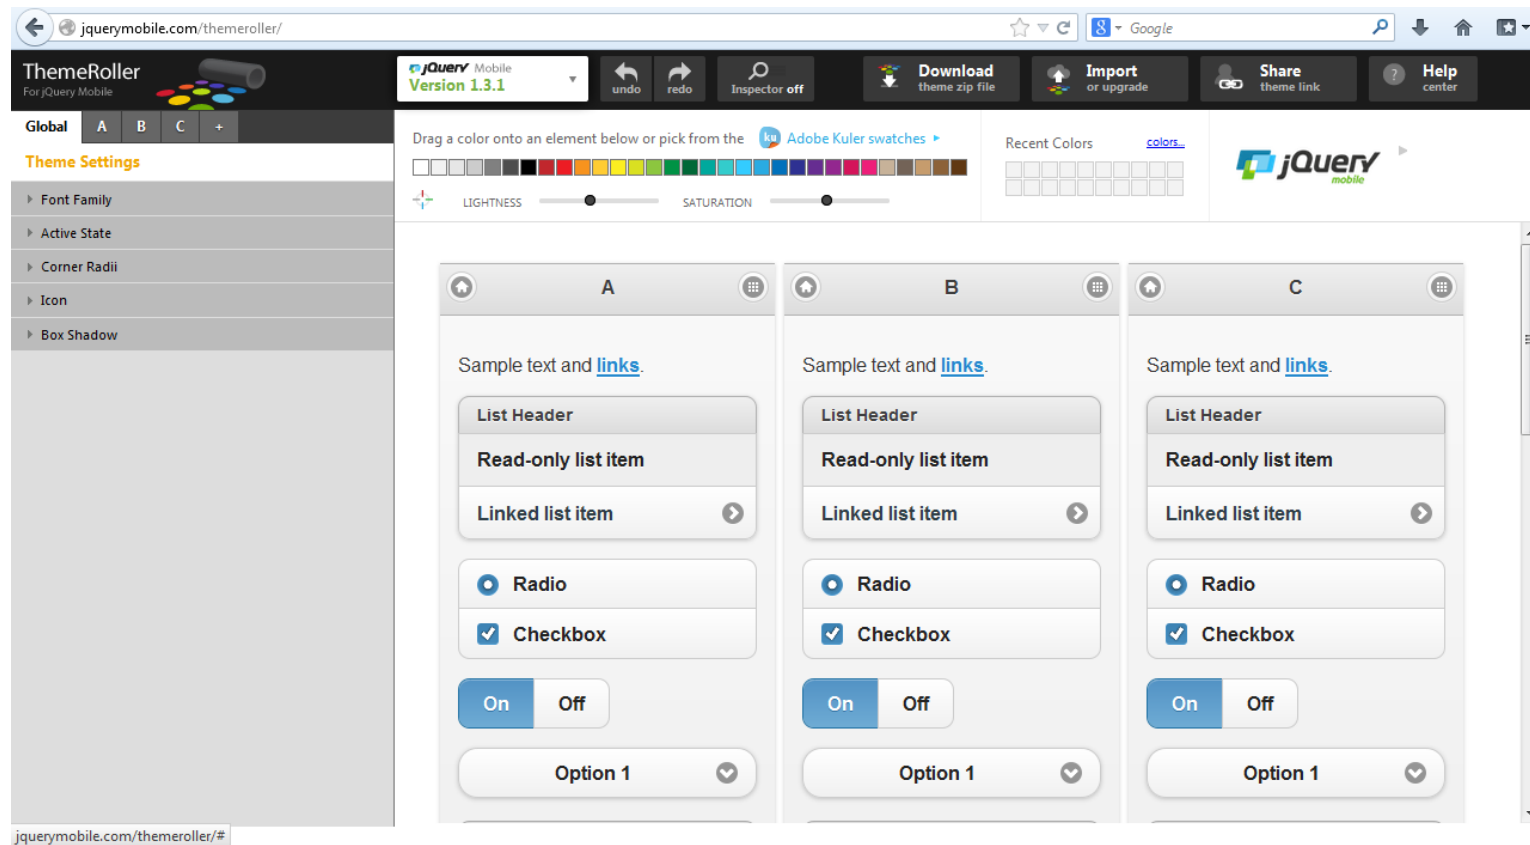 jquerymobile.com/themeroller/
8
Google
ThemeRoller
For jQuery Mobile
jQuery Mobile
Version 1.3.1
undo
redo
Inspector off
Download
theme zip file
Import
or upgrade
Share
theme link
?
Help
center
Global
A
B
C
+
Theme Settings
Font Family
Active State
Corner Radii
Icon
Box Shadow
Drag a color onto an element below or pick from the ku Adobe Kuler swatches
LIGHTNESS
SATURATION
Recent Colors
colors...
jQuery
mobile
A
Sample text and links.
List Header
Read-only list item
Linked list item
Radio
Checkbox
On
Off
Option 1
B
Sample text and links.
List Header
Read-only list item
Linked list item
Radio
Checkbox
On
Off
Option 1
C
Sample text and links.
List Header
Read-only list item
Linked list item
Radio
Checkbox
On
Off
Option 1
jquerymobile.com/themeroller/#